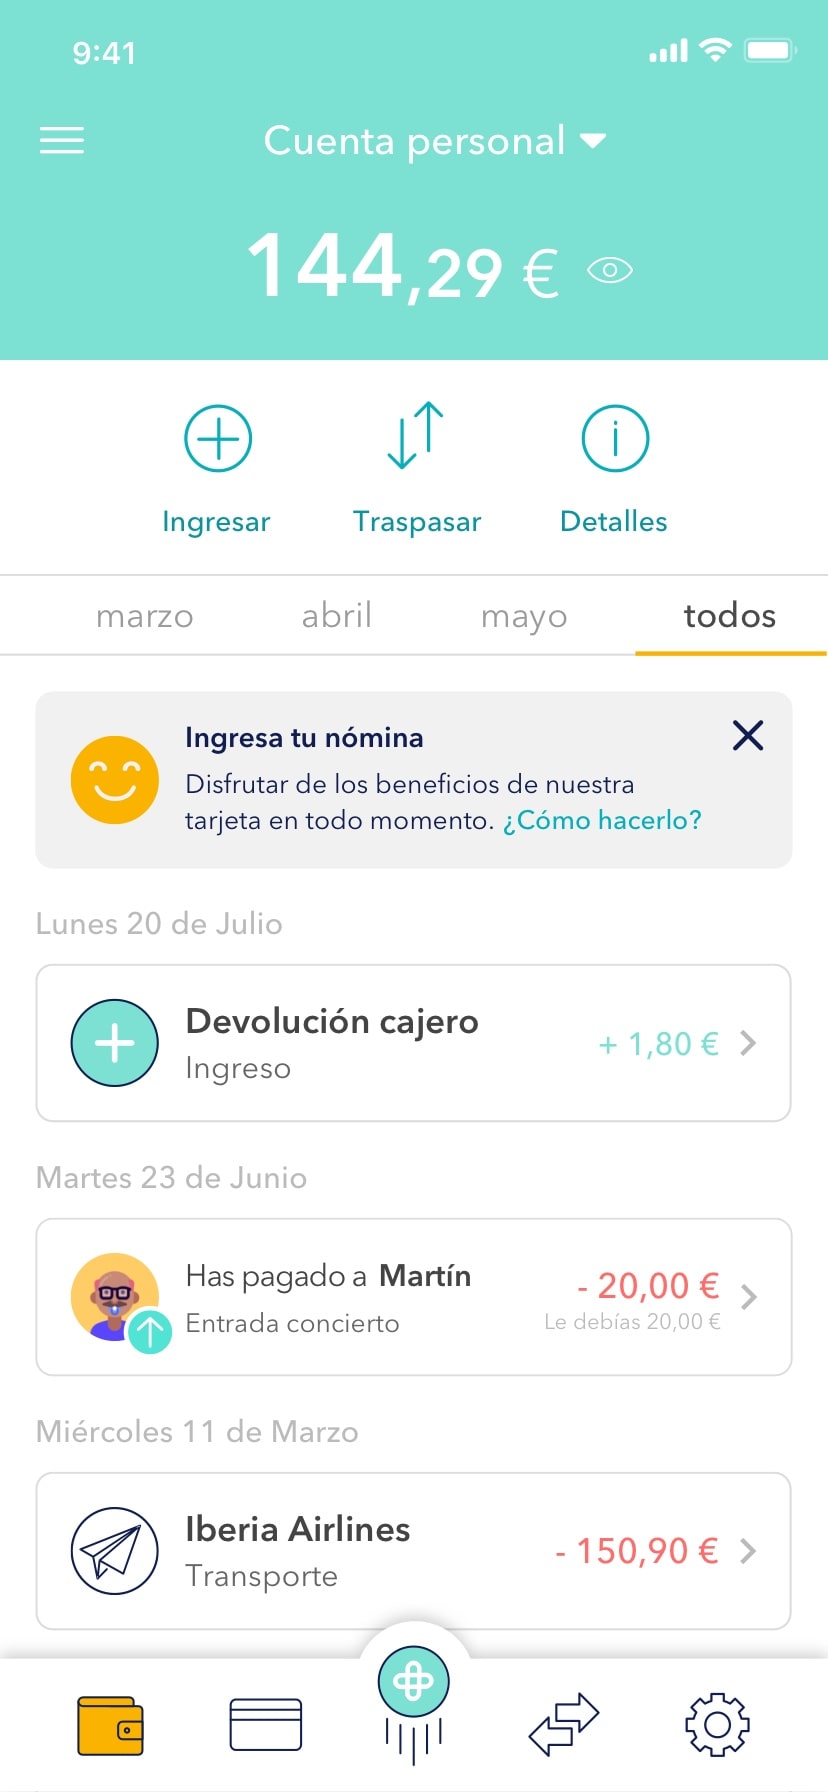 9:41
Cuenta personal
144,29 €
Ingresar Traspasar Detalles
marzo abril mayo todos
Ingresa tu nómina
Disfrutar de los beneficios de nuestra
tarjeta en todo momento. ¿Cómo hacerlo?
Lunes 20 de Julio
Devolución cajero
+ 1,80 €
Ingreso
Martes 23 de Junio
Has pagado a Martín
- 20,00 €
Entrada concierto
Le debías 20,00 €
Miércoles 11 de Marzo
Iberia Airlines
- 150,90 €
Transporte